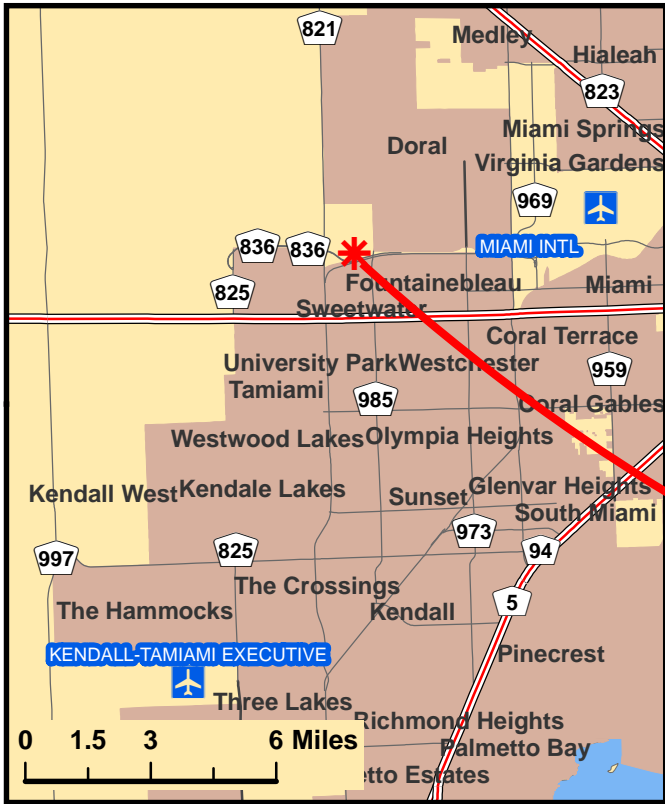 821
Medley
Hialeah
823
Miami Springs
Doral
Virginia Gardens
969
836
836
MIAMI INTL
825
Fountainebleau
Miami
Sweetwater
Coral Terrace
University Park
Westchester
959
Tamiami
985
Coral Gables
Westwood Lakes
Olympia Heights
Kendall West
Kendale Lakes
Sunset
Glenvar Heights
South Miami
973
997
825
94
The Crossings
5
The Hammocks
Kendall
KENDALL-TAMIAMI EXECUTIVE
Pinecrest
Three Lakes
Richmond Heights
0 1.5 3 6 Miles
Palmetto Bay
etto Estates